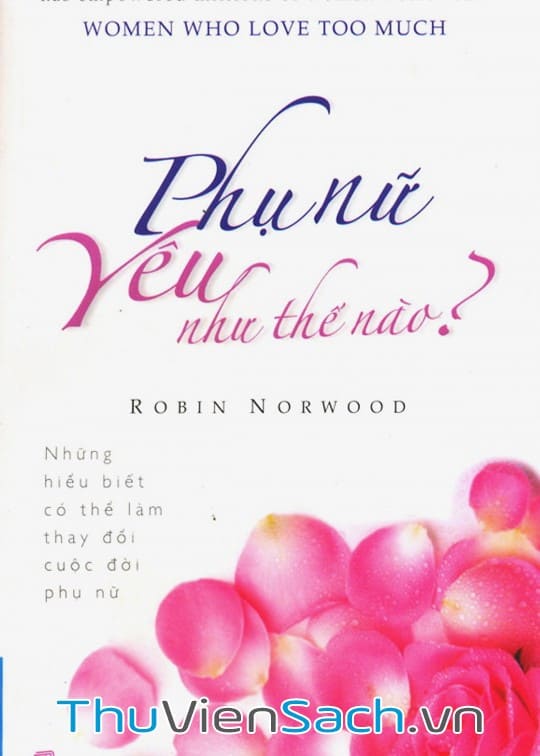 WOMEN WHO LOVE TOO MUCH
Phụ nữ
Yêu
như thế nào?
ROBIN NORWOOD
Những
hiểu biết
có thể làm
thay đổi
cuộc đời
phụ nữ
ThuVienSach.vn